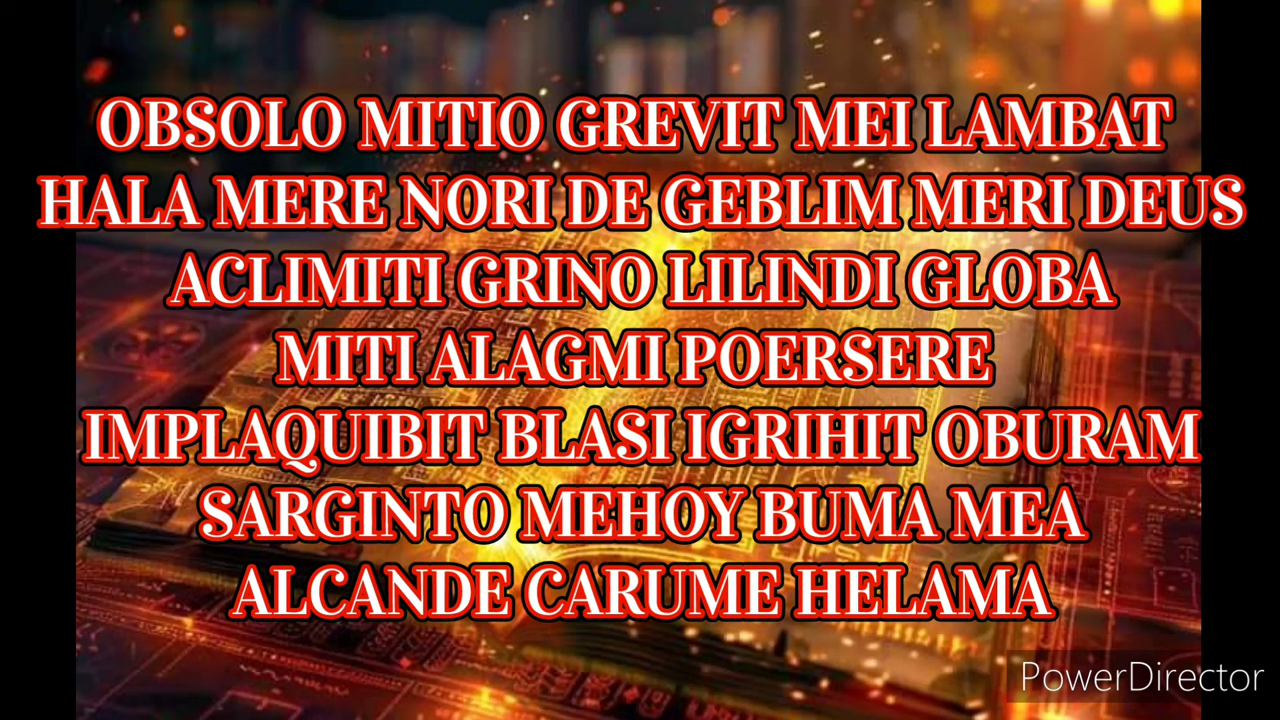 OBSOLO MITIO GREVIT MEI LAMBAT
HALA MERE NORI DE GEBLIM MERI DEUS
ACLIMITI GRINO LILINDI GLOBA
MITI ALAGMI POERSERE
IMPLAQUIBIT BLASI IGRIHIT OBURAM
SARGINTO MEHOY BUMA MEA
ALCANDE CARUME HELAMA
PowerDirector